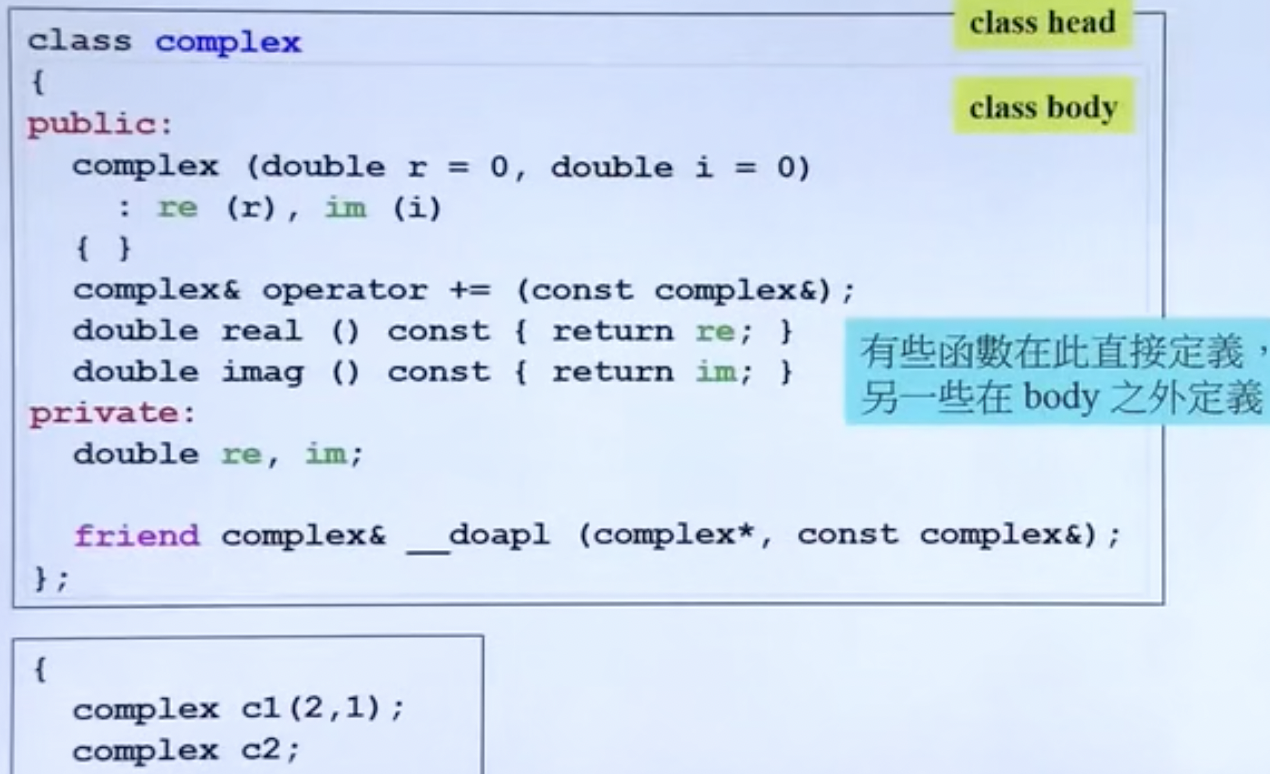 class head
class complex
{
class body
public:
complex (double r = 0, double i = 0)
: re (r), im (i)
{ }
complex& operator += (const complex&);
double real () const { return re; }
double imag () const { return im; }
有些函數在此直接定義，
另一些在 body 之外定義
private:
double re, im;
friend complex& __doapl (complex*, const complex&);
};
{
complex c1(2,1);
complex c2;